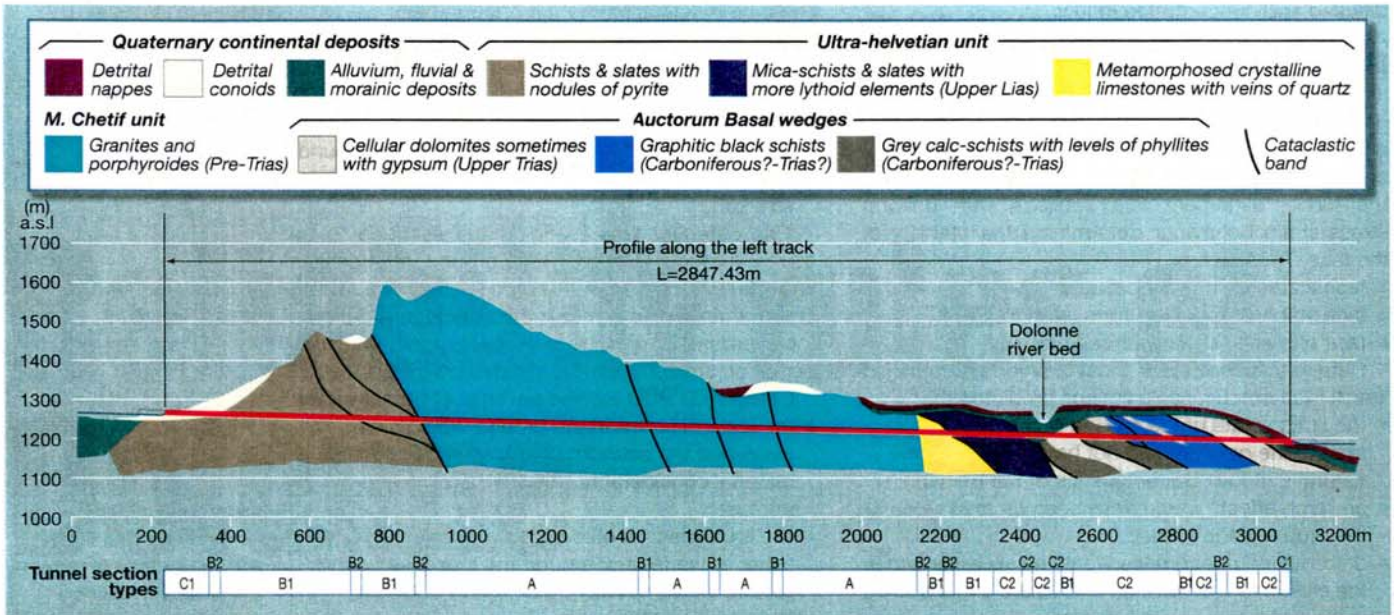 Quaternary continental deposits
Ultra-helvetian unit
Detrital nappes
Detrital conoids
Alluvium, fluvial & morainic deposits
Schists & slates with nodules of pyrite
Mica-schists & slates with more lythoid elements (Upper Lias)
Metamorphosed crystalline limestones with veins of quartz
M. Chetif unit
Auctorum Basal wedges
Granites and porphyroides (Pre-Trias)
Cellular dolomites sometimes with gypsum (Upper Trias)
Graphitic black schists (Carboniferous?-Trias?)
Grey calc-schists with levels of phyllites (Carboniferous?-Trias)
Cataclastic band
(m)
a.s.l
1700
1600
1500
1400
1300
1200
1100
1000
Profile along the left track
L=2847.43m
Dolonne
river bed
0 200 400 600 800 1000 1200 1400 1600 1800 2000 2200 2400 2600 2800 3000 3200m
B2 B2 B2 B1 B1 B1 B2 B2 C2 C2 B2 C1
Tunnel section types
C1 B1 B1 A A A A B1 B1 C2 C2 B1 C2 B1 C2 B1 C2